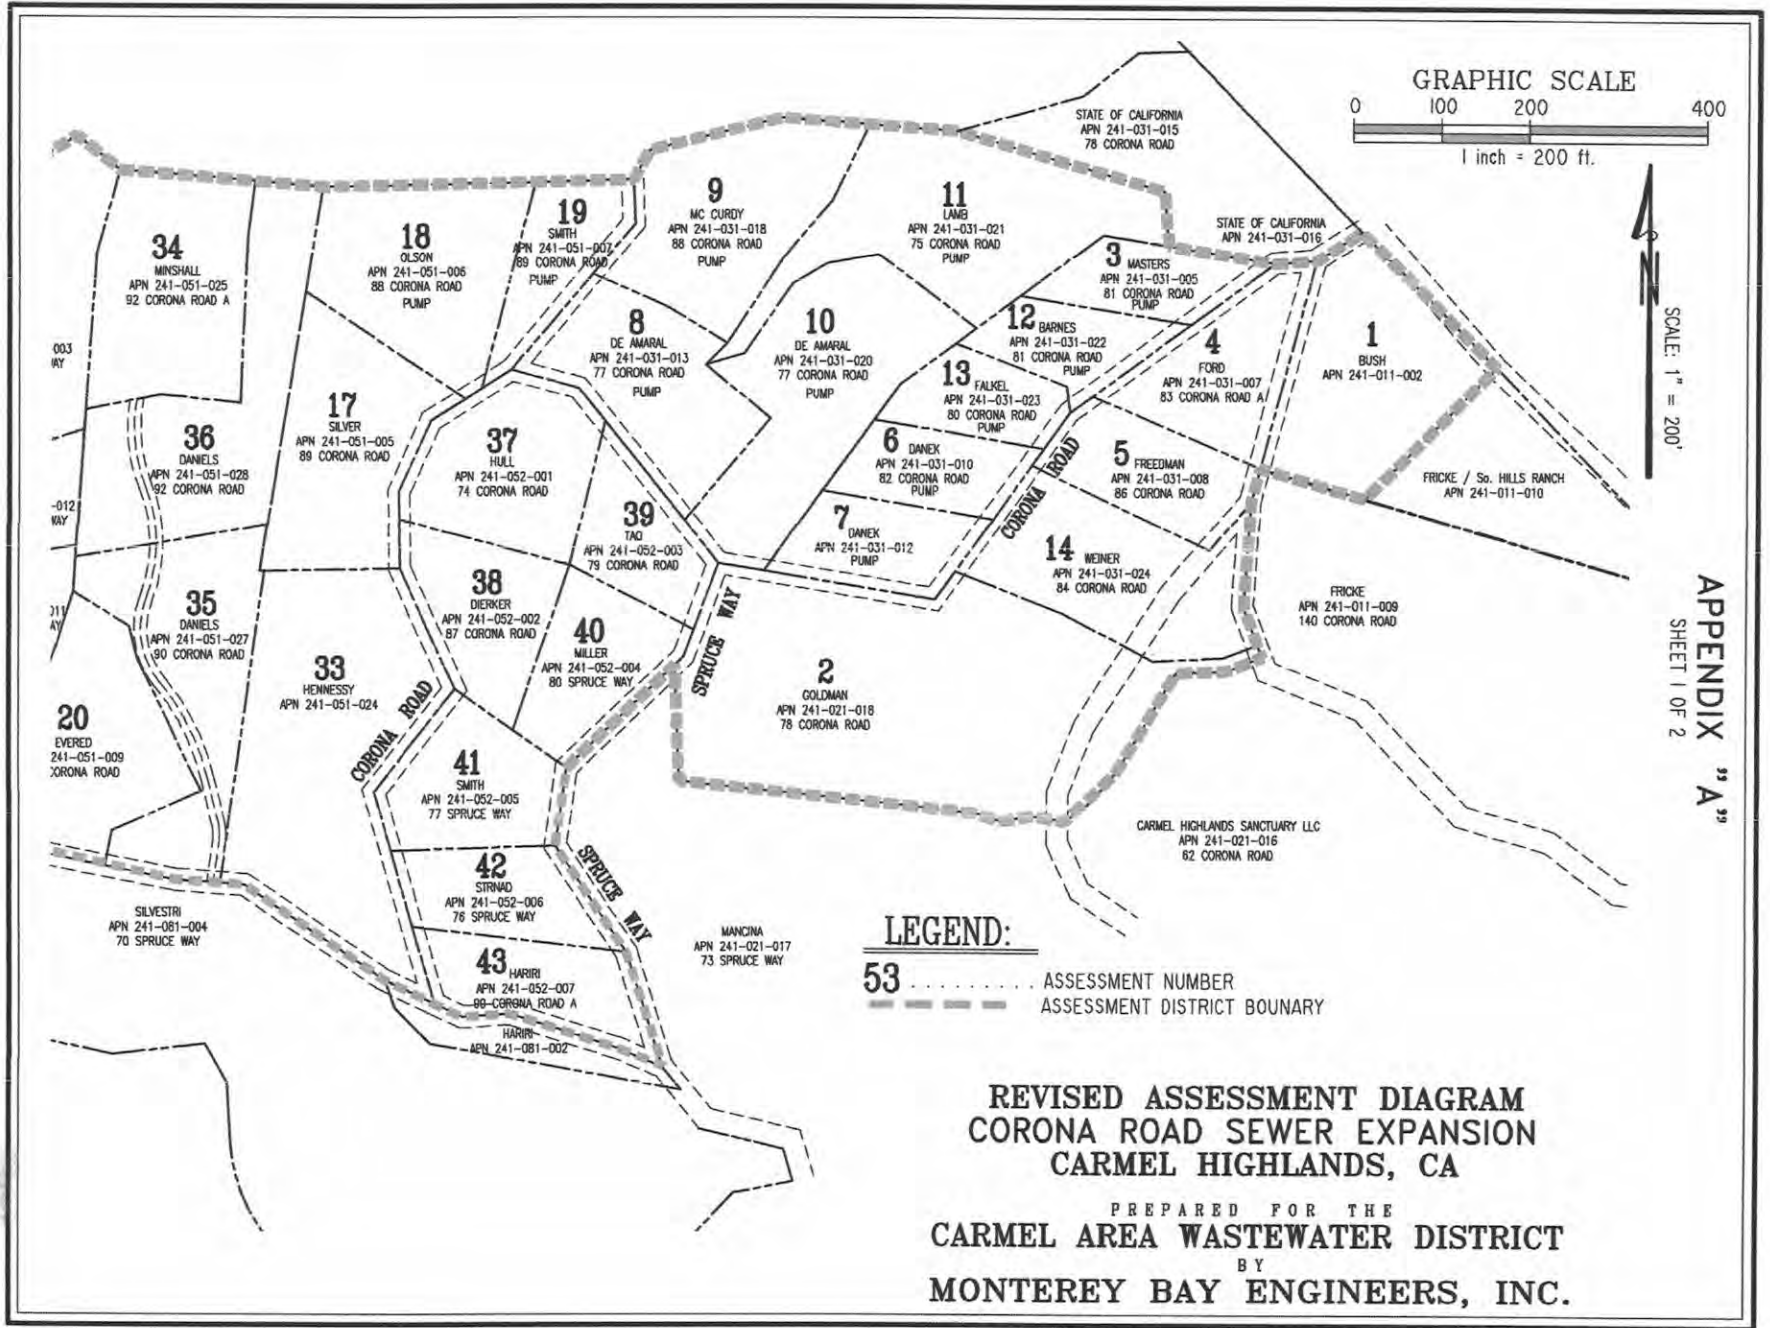 GRAPHIC SCALE
0 100 200 400
1 inch = 200 ft.
N
SCALE: 1" = 200'
APPENDIX "A"
SHEET 1 OF 2
STATE OF CALIFORNIA
APN 241-031-015
78 CORONA ROAD
STATE OF CALIFORNIA
APN 241-031-016
34
MINSHALL
APN 241-051-025
92 CORONA ROAD A
18
OLSON
APN 241-051-006
88 CORONA ROAD
PUMP
19
SMITH
APN 241-051-007
89 CORONA ROAD
PUMP
9
MC CURDY
APN 241-031-018
88 CORONA ROAD
PUMP
11
LAMB
APN 241-031-021
75 CORONA ROAD
PUMP
3 MASTERS
APN 241-031-005
81 CORONA ROAD
PUMP
12 BARNES
APN 241-031-022
81 CORONA ROAD
PUMP
8
DE AMARAL
APN 241-031-013
77 CORONA ROAD
PUMP
10
DE AMARAL
APN 241-031-020
77 CORONA ROAD
PUMP
4
FORD
APN 241-031-007
83 CORONA ROAD A
1
BUSH
APN 241-011-002
13 FALKEL
APN 241-031-023
80 CORONA ROAD
PUMP
003
WAY
36
DANIELS
APN 241-051-028
92 CORONA ROAD
17
SILVER
APN 241-051-005
89 CORONA ROAD
37
HULL
APN 241-052-001
74 CORONA ROAD
6 DANEK
APN 241-031-010
82 CORONA ROAD
PUMP
5 FREEDMAN
APN 241-031-008
86 CORONA ROAD
FRICKE / So. HILLS RANCH
APN 241-011-010
-012
WAY
39
TAO
APN 241-052-003
79 CORONA ROAD
7
DANEK
APN 241-031-012
PUMP
CORONA ROAD
14 WEINER
APN 241-031-024
84 CORONA ROAD
FRICKE
APN 241-011-009
140 CORONA ROAD
35
DANIELS
APN 241-051-027
90 CORONA ROAD
38
DIERKER
APN 241-052-002
87 CORONA ROAD
40
MILLER
APN 241-052-004
80 SPRUCE WAY
SPRUCE WAY
2
GOLDMAN
APN 241-021-018
78 CORONA ROAD
33
HENNESSY
APN 241-051-024
CORONA ROAD
20
EVERED
241-051-009
CORONA ROAD
41
SMITH
APN 241-052-005
77 SPRUCE WAY
CARMEL HIGHLANDS SANCTUARY LLC
APN 241-021-016
62 CORONA ROAD
SPRUCE WAY
42
STRNAD
APN 241-052-006
76 SPRUCE WAY
SILVESTRI
APN 241-081-004
70 SPRUCE WAY
MANCINA
APN 241-021-017
73 SPRUCE WAY
43 HARIRI
APN 241-052-007
99 CORONA ROAD A
HARIRI
APN 241-081-002
LEGEND:
53 . . . . . . . . . . ASSESSMENT NUMBER
ASSESSMENT DISTRICT BOUNARY
REVISED ASSESSMENT DIAGRAM
CORONA ROAD SEWER EXPANSION
CARMEL HIGHLANDS, CA
PREPARED FOR THE
CARMEL AREA WASTEWATER DISTRICT
BY
MONTEREY BAY ENGINEERS, INC.